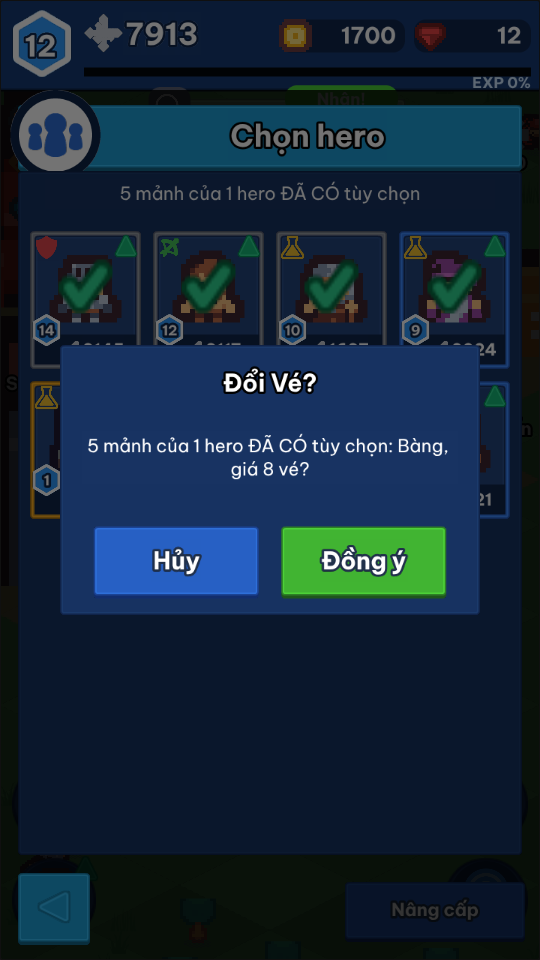 12
7913
1700
12
EXP 0%
Nhận!
Chọn hero
5 mảnh của 1 hero ĐÃ CÓ tùy chọn
14
12
10
9
Đổi Vé?
5 mảnh của 1 hero ĐÃ CÓ tùy chọn: Bàng,
giá 8 vé?
1
21
Hủy
Đồng ý
Nâng cấp